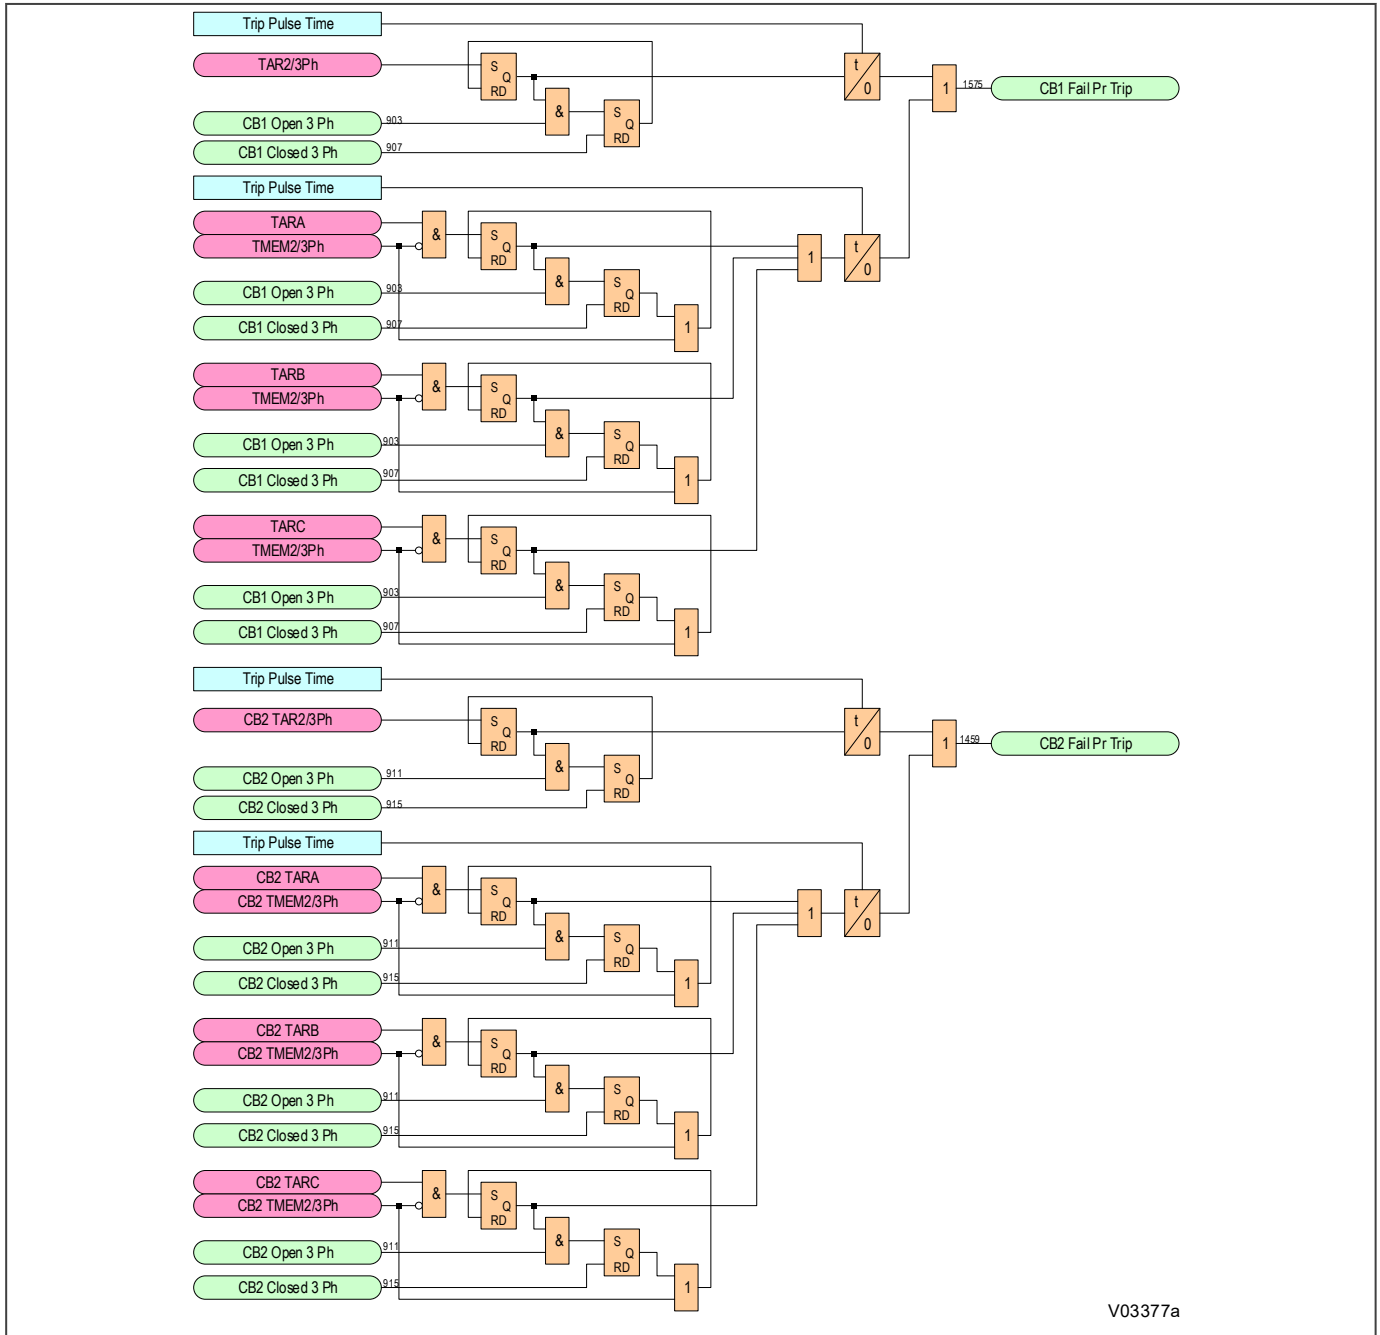 Trip Pulse Time
TAR2/3Ph
S
Q
RD
t
0
1
1575
CB1 Fail Pr Trip
&
S
Q
RD
CB1 Open 3 Ph
903
CB1 Closed 3 Ph
907
Trip Pulse Time
TARA
TMEM2/3Ph
&
S
Q
RD
1
t
0
CB1 Open 3 Ph
903
&
S
Q
RD
CB1 Closed 3 Ph
907
1
TARB
TMEM2/3Ph
&
S
Q
RD
CB1 Open 3 Ph
903
&
S
Q
RD
CB1 Closed 3 Ph
907
1
TARC
TMEM2/3Ph
&
S
Q
RD
CB1 Open 3 Ph
903
&
S
Q
RD
CB1 Closed 3 Ph
907
1
Trip Pulse Time
CB2 TAR2/3Ph
S
Q
RD
t
0
1
1459
CB2 Fail Pr Trip
&
S
Q
RD
CB2 Open 3 Ph
911
CB2 Closed 3 Ph
915
Trip Pulse Time
CB2 TARA
CB2 TMEM2/3Ph
&
S
Q
RD
1
t
0
CB2 Open 3 Ph
911
&
S
Q
RD
CB2 Closed 3 Ph
915
1
CB2 TARB
CB2 TMEM2/3Ph
&
S
Q
RD
CB2 Open 3 Ph
911
&
S
Q
RD
CB2 Closed 3 Ph
915
1
CB2 TARC
CB2 TMEM2/3Ph
&
S
Q
RD
CB2 Open 3 Ph
911
&
S
Q
RD
CB2 Closed 3 Ph
915
1
V03377a